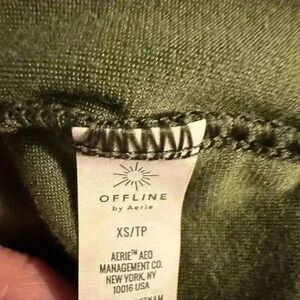 OFFLINE
by Aerie
XS/TP
AERIE™ AEO
MANAGEMENT CO.
NEW YORK, NY
10016 USA